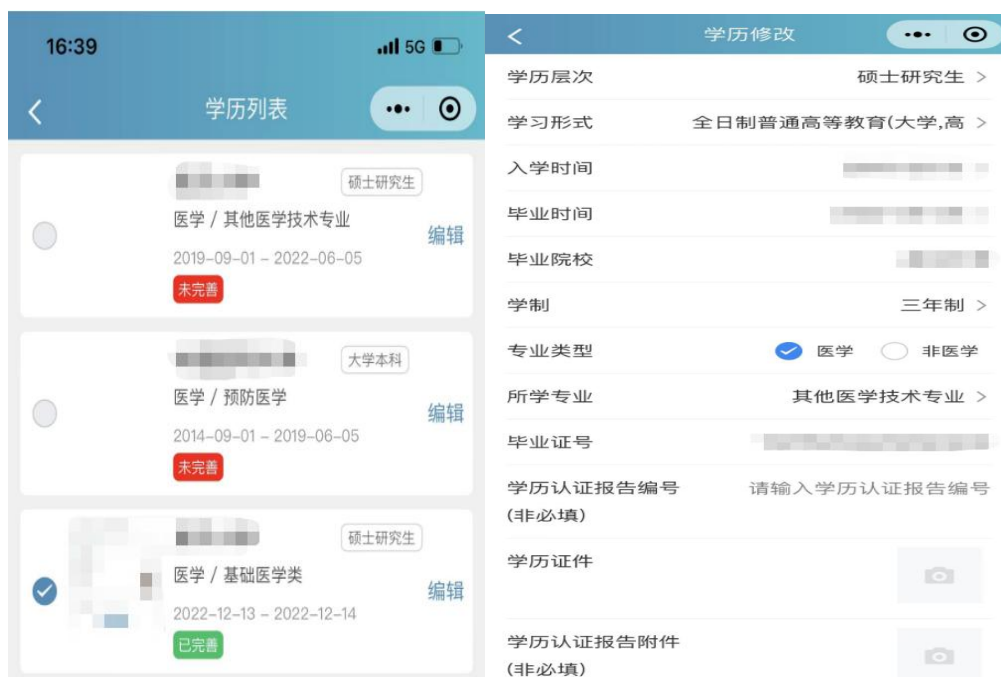 16:39
5G
学历列表
硕士研究生
医学 / 其他医学技术专业
编辑
2019-09-01 - 2022-06-05
未完善
大学本科
医学 / 预防医学
编辑
2014-09-01 - 2019-06-05
未完善
硕士研究生
医学 / 基础医学类
编辑
2022-12-13 - 2022-12-14
已完善
学历修改
学历层次 硕士研究生 >
学习形式 全日制普通高等教育(大学,高 >
入学时间
毕业时间
毕业院校
学制 三年制 >
专业类型 医学 非医学
所学专业 其他医学技术专业 >
毕业证号
学历认证报告编号 请输入学历认证报告编号
(非必填)
学历证件
学历认证报告附件
(非必填)